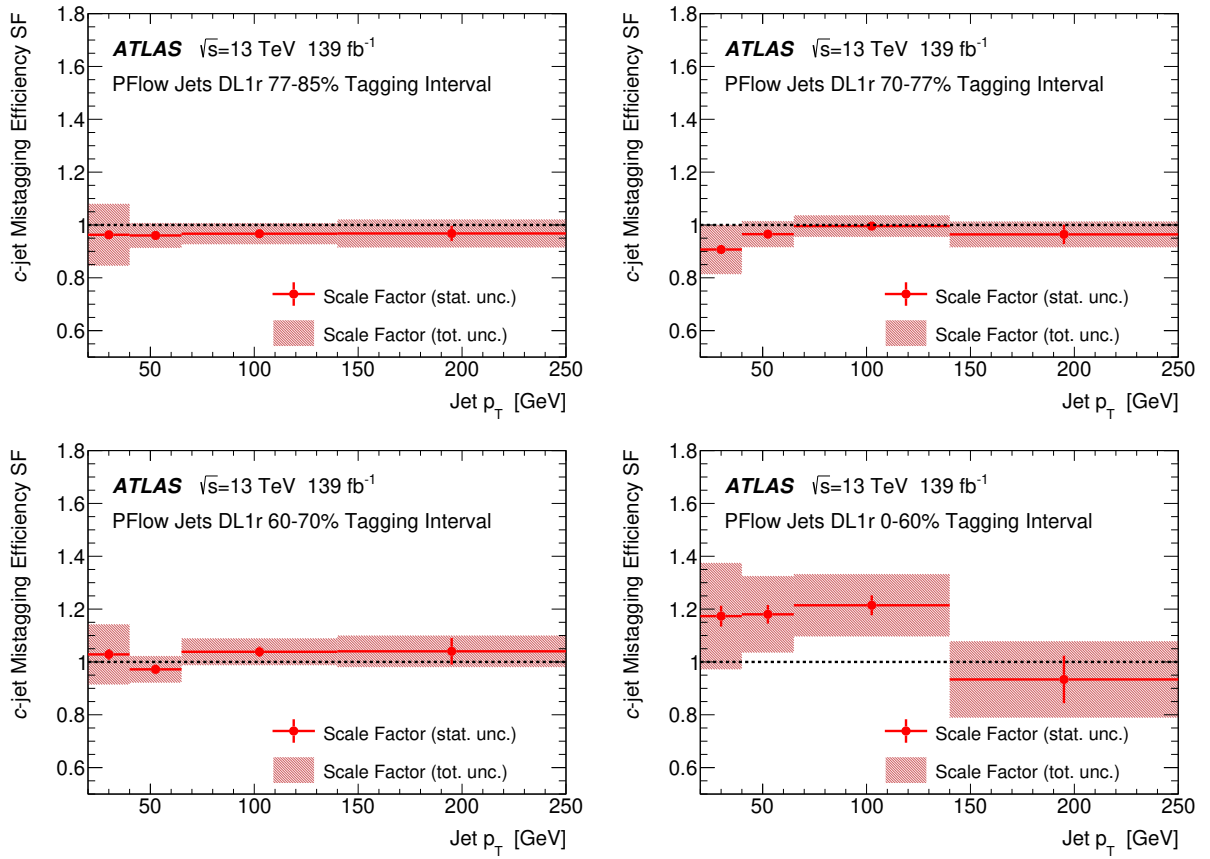 c-jet Mistagging Efficiency SF
1.8
1.6
1.4
1.2
1
0.8
0.6
ATLAS √s=13 TeV 139 fb⁻¹
PFlow Jets DL1r 77-85% Tagging Interval
Scale Factor (stat. unc.)
Scale Factor (tot. unc.)
50 100 150 200 250
Jet p_T [GeV]
c-jet Mistagging Efficiency SF
1.8
1.6
1.4
1.2
1
0.8
0.6
ATLAS √s=13 TeV 139 fb⁻¹
PFlow Jets DL1r 70-77% Tagging Interval
Scale Factor (stat. unc.)
Scale Factor (tot. unc.)
50 100 150 200 250
Jet p_T [GeV]
c-jet Mistagging Efficiency SF
1.8
1.6
1.4
1.2
1
0.8
0.6
ATLAS √s=13 TeV 139 fb⁻¹
PFlow Jets DL1r 60-70% Tagging Interval
Scale Factor (stat. unc.)
Scale Factor (tot. unc.)
50 100 150 200 250
Jet p_T [GeV]
c-jet Mistagging Efficiency SF
1.8
1.6
1.4
1.2
1
0.8
0.6
ATLAS √s=13 TeV 139 fb⁻¹
PFlow Jets DL1r 0-60% Tagging Interval
Scale Factor (stat. unc.)
Scale Factor (tot. unc.)
50 100 150 200 250
Jet p_T [GeV]